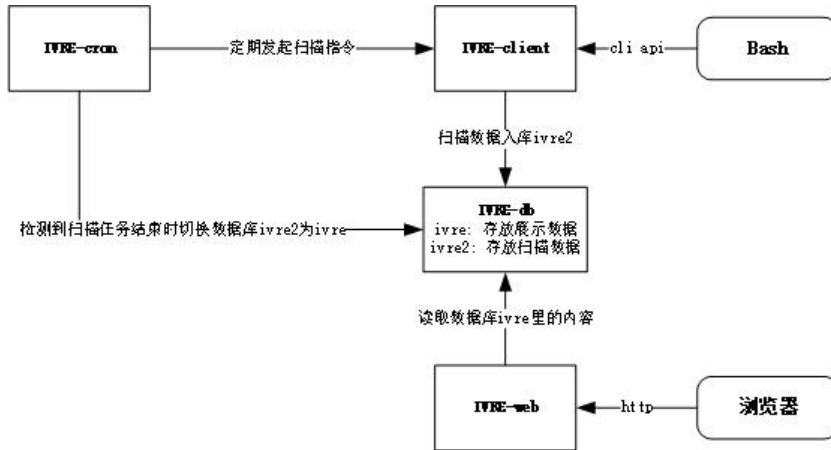 IVRE-cron
定期发起扫描指令
IVRE-client
cli api
Bash
扫描数据入库ivre2
检测到扫描任务结束时切换数据库ivre2为ivre
IVRE-db
ivre: 存放展示数据
ivre2: 存放扫描数据
读取数据库ivre里的内容
IVRE-web
http
浏览器